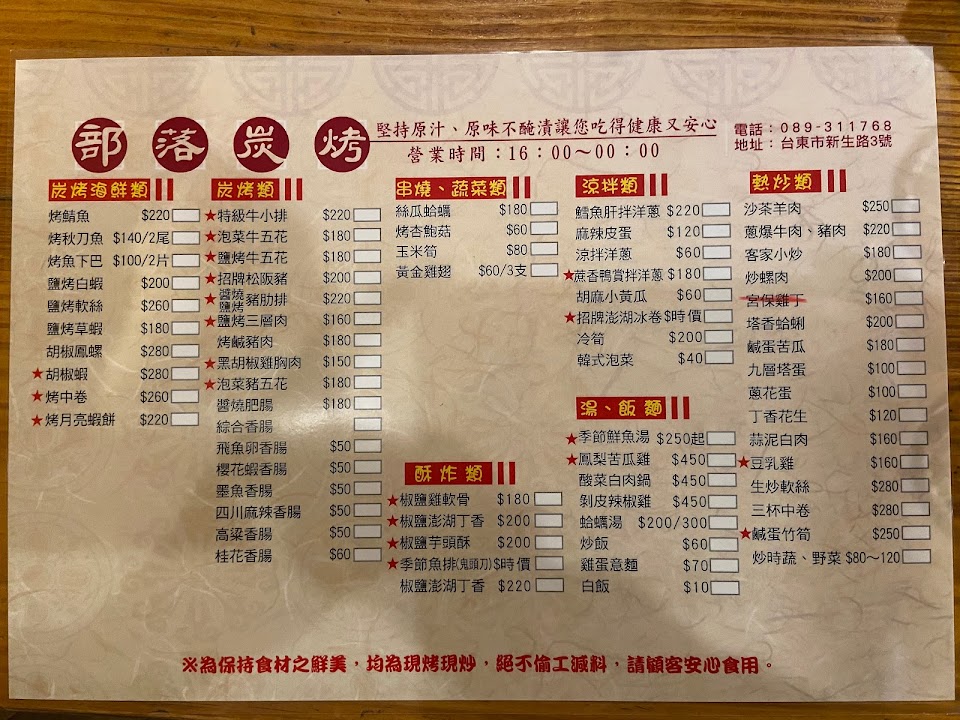 部落炭烤
堅持原汁、原味不醃漬讓您吃得健康又安心
營業時間：16：00～00：00
電話：089-311768
地址：台東市新生路3號
炭烤海鮮類
烤鯖魚 $220
烤秋刀魚 $140/2尾
烤魚下巴 $100/2片
鹽烤白蝦 $200
鹽烤軟絲 $260
鹽烤草蝦 $180
胡椒鳳螺 $280
★胡椒蝦 $280
★烤中卷 $260
★烤月亮蝦餅 $220
炭烤類
★特級牛小排 $220
★泡菜牛五花 $180
★鹽烤牛五花 $180
★招牌松阪豬 $200
★醬燒鹽烤豬肋排 $220
★鹽烤三層肉 $160
烤鹹豬肉 $180
★黑胡椒雞胸肉 $150
★泡菜豬五花 $180
醬燒肥腸 $180
綜合香腸
飛魚卵香腸 $50
櫻花蝦香腸 $50
墨魚香腸 $50
四川麻辣香腸 $50
高粱香腸 $50
桂花香腸 $60
串燒、蔬菜類
絲瓜蛤蠣 $180
烤杏鮑菇 $60
玉米筍 $80
黃金雞翅 $60/3支
酥炸類
★椒鹽雞軟骨 $180
★椒鹽澎湖丁香 $200
★椒鹽芋頭酥 $200
★季節魚排(鬼頭刀) $時價
椒鹽澎湖丁香 $220
涼拌類
鱈魚肝拌洋蔥 $220
麻辣皮蛋 $120
涼拌洋蔥 $60
★蔗香鴨賞拌洋蔥 $180
胡麻小黃瓜 $60
★招牌澎湖冰卷 $時價
冷筍 $200
韓式泡菜 $40
湯、飯麵
★季節鮮魚湯 $250起
★鳳梨苦瓜雞 $450
酸菜白肉鍋 $450
剝皮辣椒雞 $450
蛤蠣湯 $200/300
炒飯 $60
雞蛋意麵 $70
白飯 $10
熱炒類
沙茶羊肉 $250
蔥爆牛肉、豬肉 $220
客家小炒 $180
炒螺肉 $200
宮保雞丁 $160
塔香蛤蜊 $200
鹹蛋苦瓜 $180
九層塔蛋 $100
蔥花蛋 $100
丁香花生 $120
蒜泥白肉 $160
★豆乳雞 $160
生炒軟絲 $280
三杯中卷 $280
★鹹蛋竹筍 $250
炒時蔬、野菜 $80～120
※為保持食材之鮮美，均為現烤現炒，絕不偷工減料，請顧客安心食用。